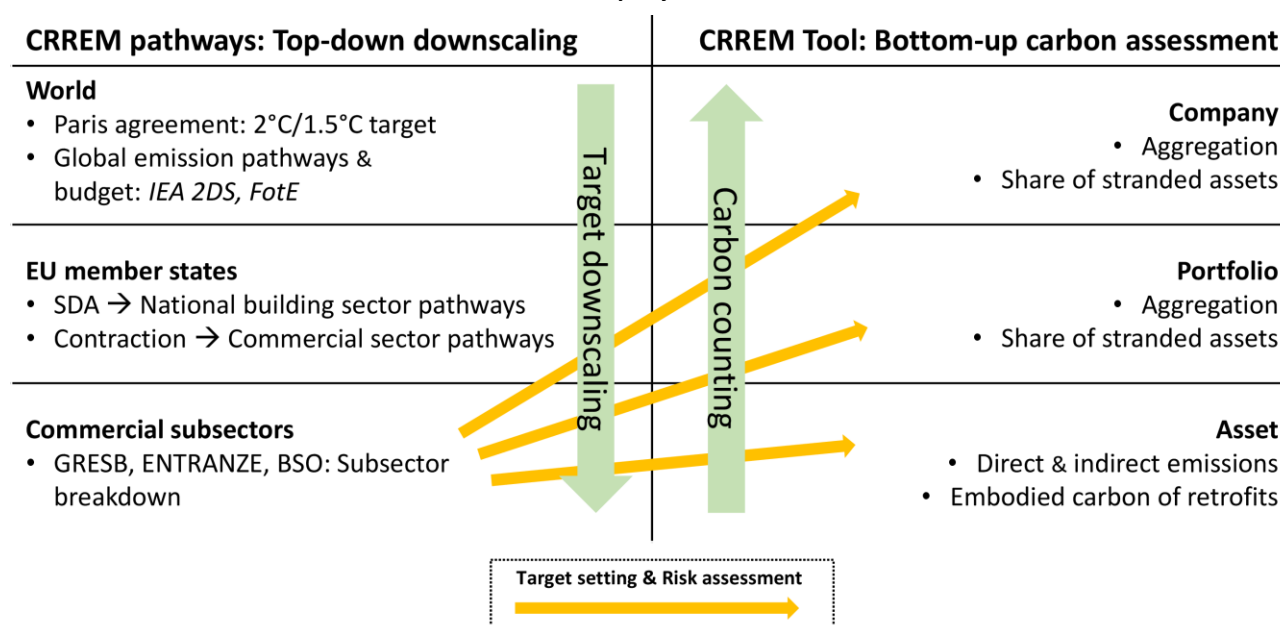 CRREM pathways: Top-down downscaling
CRREM Tool: Bottom-up carbon assessment
World
• Paris agreement: 2°C/1.5°C target
• Global emission pathways &
budget: IEA 2DS, FotE
Company
• Aggregation
• Share of stranded assets
Target downscaling
Carbon counting
EU member states
• SDA → National building sector pathways
• Contraction → Commercial sector pathways
Portfolio
• Aggregation
• Share of stranded assets
Commercial subsectors
• GRESB, ENTRANZE, BSO: Subsector
breakdown
Asset
• Direct & indirect emissions
• Embodied carbon of retrofits
Target setting & Risk assessment